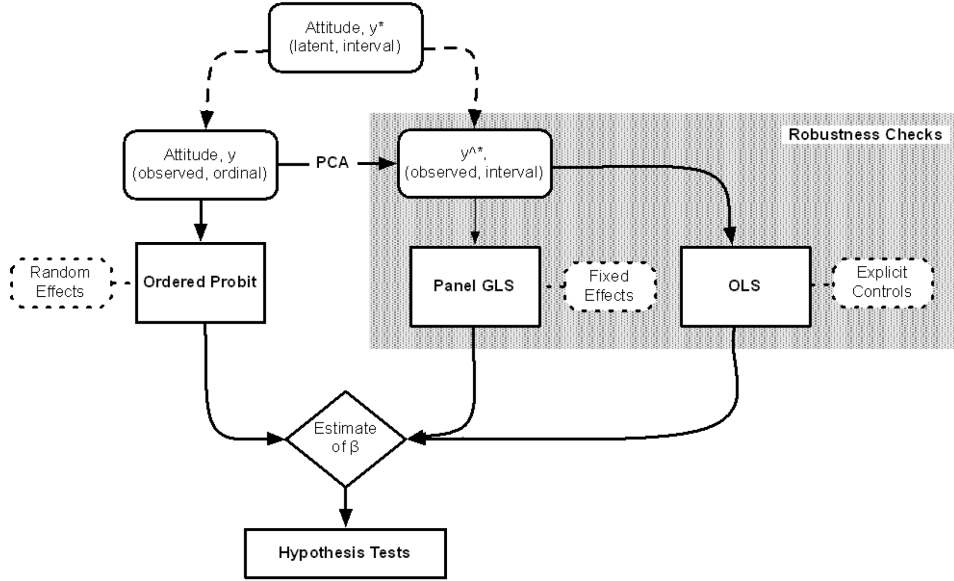 Attitude, y*
(latent, interval)
Robustness Checks
Attitude, y
(observed, ordinal)
PCA
y^*,
(observed, interval)
Random
Effects
Ordered Probit
Panel GLS
Fixed
Effects
OLS
Explicit
Controls
Estimate
of β
Hypothesis Tests